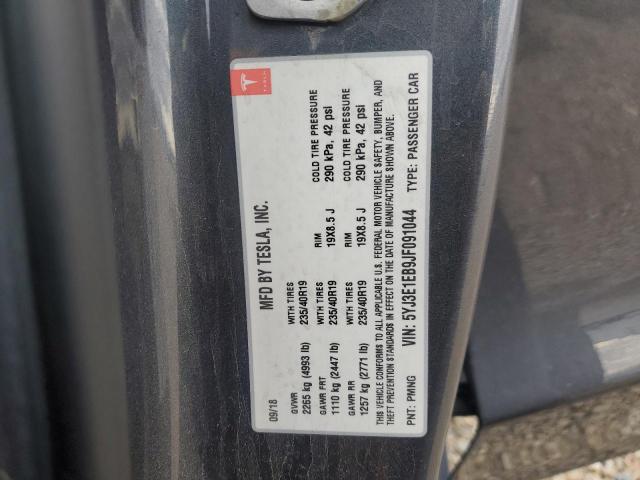 TESLA
MFD BY TESLA, INC.
09/18
GVWR WITH TIRES RIM COLD TIRE PRESSURE
2265 kg (4993 lb) 235/40R19 19X8.5 J 290 kPa, 42 psi
GAWR FRT WITH TIRES RIM COLD TIRE PRESSURE
1110 kg (2447 lb) 235/40R19 19X8.5 J 290 kPa, 42 psi
GAWR RR WITH TIRES
1257 kg (2771 lb) 235/40R19
THIS VEHICLE CONFORMS TO ALL APPLICABLE U.S. FEDERAL MOTOR VEHICLE SAFETY, BUMPER, AND
THEFT PREVENTION STANDARDS IN EFFECT ON THE DATE OF MANUFACTURE SHOWN ABOVE.
PNT: PMNG VIN: 5YJ3E1EB9JF091044 TYPE: PASSENGER CAR